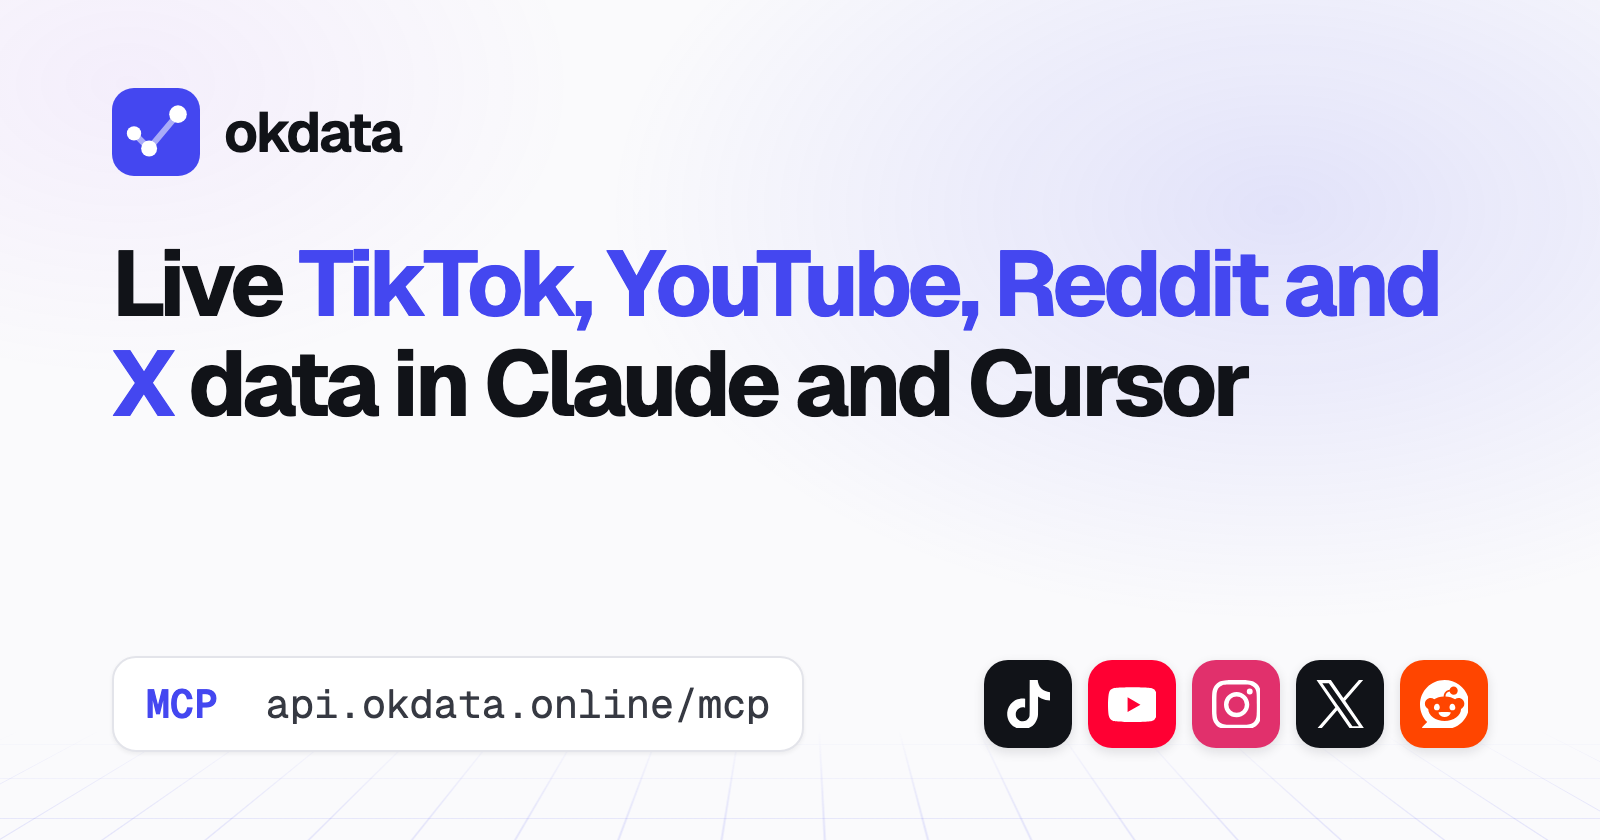 okdata
Live TikTok, YouTube, Reddit and
X data in Claude and Cursor
MCP api.okdata.online/mcp